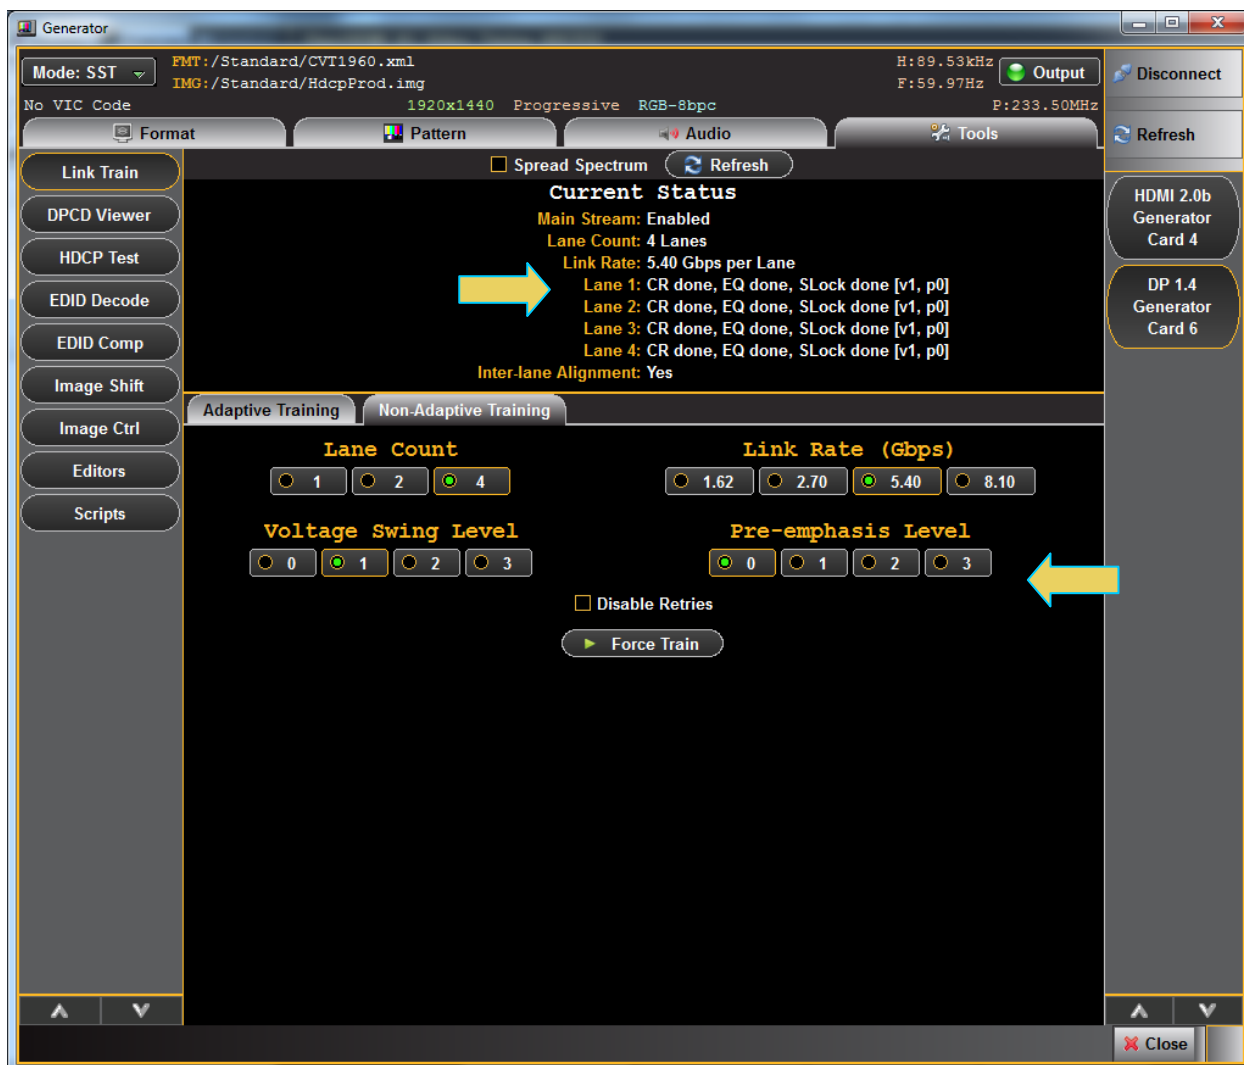 Generator
Mode: SST
FMT:/Standard/CVT1960.xml
IMG:/Standard/HdcpProd.img
H:89.53kHz
F:59.97Hz
Output
No VIC Code
1920x1440 Progressive RGB-8bpc
P:233.50MHz
Disconnect
Refresh
Format
Pattern
Audio
Tools
Link Train
DPCD Viewer
HDCP Test
EDID Decode
EDID Comp
Image Shift
Image Ctrl
Editors
Scripts
Spread Spectrum
Refresh
Current Status
Main Stream: Enabled
Lane Count: 4 Lanes
Link Rate: 5.40 Gbps per Lane
Lane 1: CR done, EQ done, SLock done [v1, p0]
Lane 2: CR done, EQ done, SLock done [v1, p0]
Lane 3: CR done, EQ done, SLock done [v1, p0]
Lane 4: CR done, EQ done, SLock done [v1, p0]
Inter-lane Alignment: Yes
Adaptive Training
Non-Adaptive Training
Lane Count
1 2 4
Link Rate (Gbps)
1.62 2.70 5.40 8.10
Voltage Swing Level
0 1 2 3
Pre-emphasis Level
0 1 2 3
Disable Retries
Force Train
HDMI 2.0b
Generator
Card 4
DP 1.4
Generator
Card 6
Close